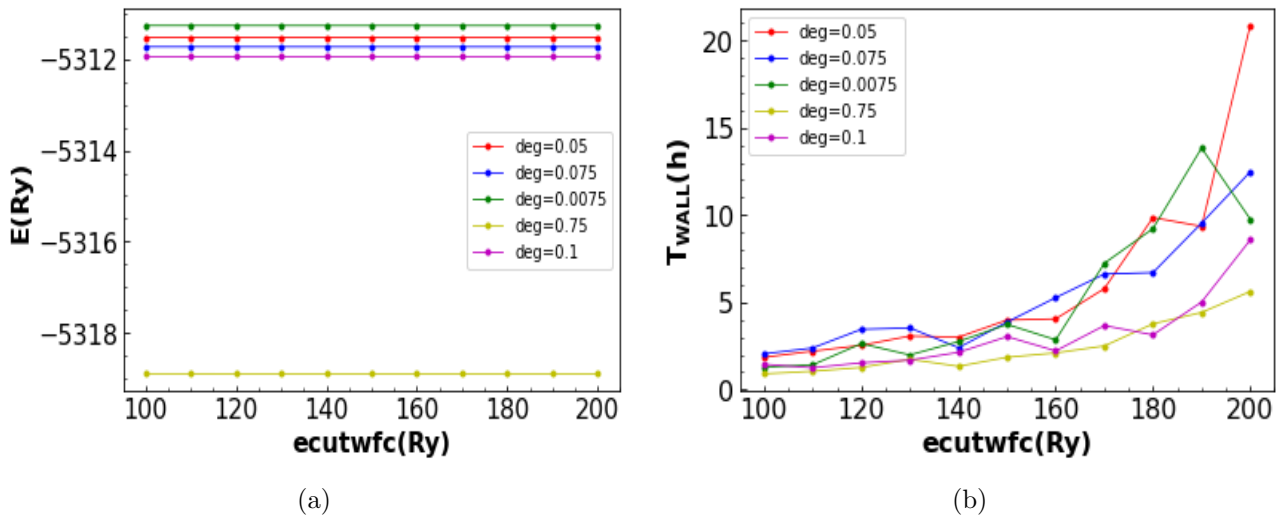 −5312
−5314
−5316
−5318
E(Ry)
deg=0.05
deg=0.075
deg=0.0075
deg=0.75
deg=0.1
100 120 140 160 180 200
ecutwfc(Ry)
(a)
20
15
10
5
0
T_WALL(h)
deg=0.05
deg=0.075
deg=0.0075
deg=0.75
deg=0.1
100 120 140 160 180 200
ecutwfc(Ry)
(b)